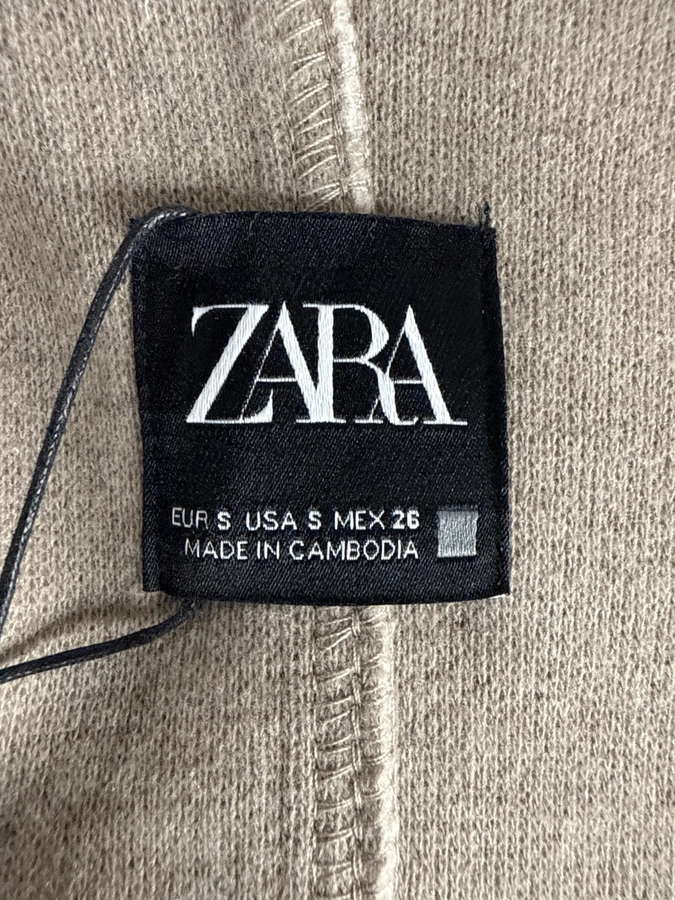 ZARA
EUR S USA S MEX 26
MADE IN CAMBODIA